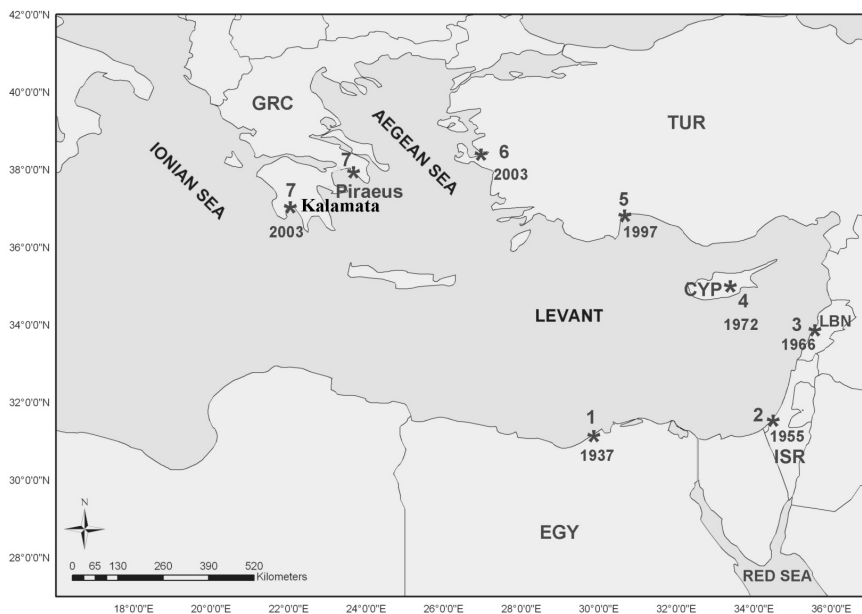 42°0'0"N
40°0'0"N
38°0'0"N
36°0'0"N
34°0'0"N
32°0'0"N
30°0'0"N
28°0'0"N
GRC
TUR
AEGEAN SEA
IONIAN SEA
7
Piraeus
6
2003
7
Kalamata
2003
5
1997
CYP
4
1972
LEVANT
3
LBN
1966
1
1937
2
1955
ISR
EGY
RED SEA
N
0 65 130 260 390 520
Kilometers
18°0'0"E 20°0'0"E 22°0'0"E 24°0'0"E 26°0'0"E 28°0'0"E 30°0'0"E 32°0'0"E 34°0'0"E 36°0'0"E